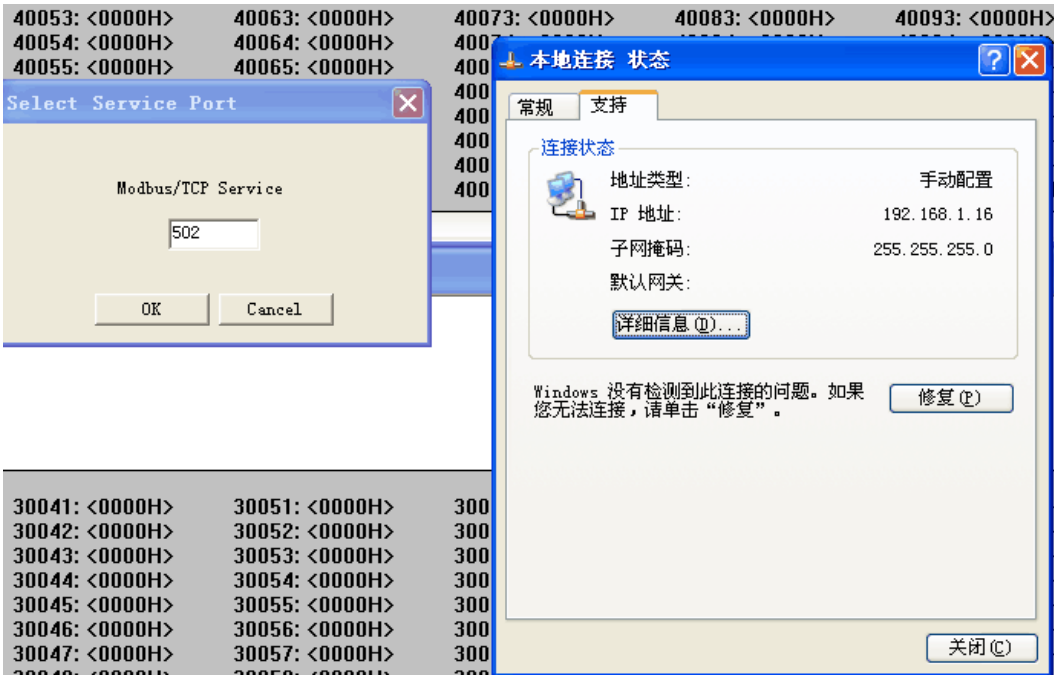 40053: <0000H> 40063: <0000H> 40073: <0000H> 40083: <0000H> 40093: <0000H>
40054: <0000H> 40064: <0000H>
40055: <0000H> 40065: <0000H>
Select Service Port
Modbus/TCP Service
502
OK Cancel
本地连接 状态
常规 支持
连接状态
地址类型: 手动配置
IP 地址: 192.168.1.16
子网掩码: 255.255.255.0
默认网关:
详细信息(D)...
Windows 没有检测到此连接的问题。如果
您无法连接,请单击“修复”。
修复(P)
关闭(C)
30041: <0000H> 30051: <0000H>
30042: <0000H> 30052: <0000H>
30043: <0000H> 30053: <0000H>
30044: <0000H> 30054: <0000H>
30045: <0000H> 30055: <0000H>
30046: <0000H> 30056: <0000H>
30047: <0000H> 30057: <0000H>